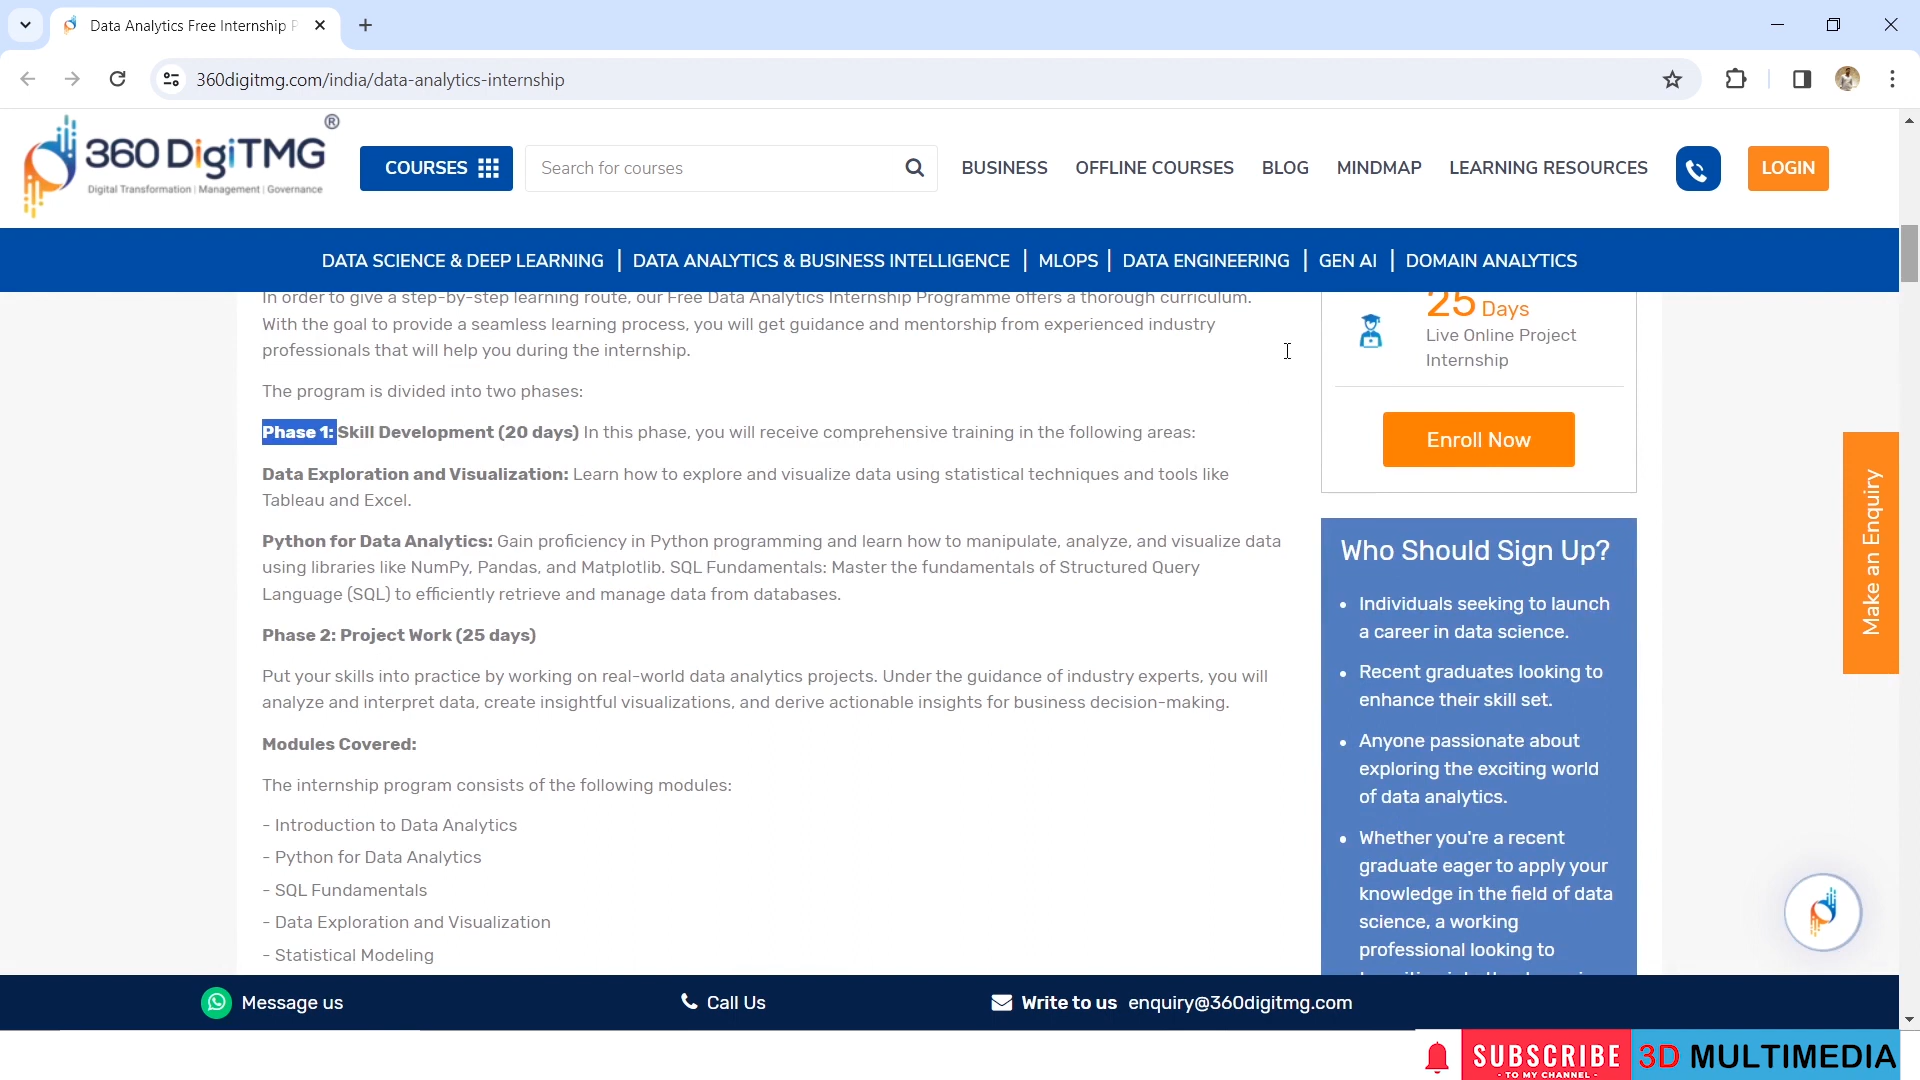 Data Analytics Free Internship P
360digitmg.com/india/data-analytics-internship
360 DigiTMG ®
Digital Transformation | Management | Governance
COURSES
Search for courses
BUSINESS
OFFLINE COURSES
BLOG
MINDMAP
LEARNING RESOURCES
LOGIN
DATA SCIENCE & DEEP LEARNING | DATA ANALYTICS & BUSINESS INTELLIGENCE | MLOPS | DATA ENGINEERING | GEN AI | DOMAIN ANALYTICS
In order to give a step-by-step learning route, our Free Data Analytics Internship Programme offers a thorough curriculum.
With the goal to provide a seamless learning process, you will get guidance and mentorship from experienced industry
professionals that will help you during the internship.
The program is divided into two phases:
Phase 1: Skill Development (20 days) In this phase, you will receive comprehensive training in the following areas:
Data Exploration and Visualization: Learn how to explore and visualize data using statistical techniques and tools like
Tableau and Excel.
Python for Data Analytics: Gain proficiency in Python programming and learn how to manipulate, analyze, and visualize data
using libraries like NumPy, Pandas, and Matplotlib. SQL Fundamentals: Master the fundamentals of Structured Query
Language (SQL) to efficiently retrieve and manage data from databases.
Phase 2: Project Work (25 days)
Put your skills into practice by working on real-world data analytics projects. Under the guidance of industry experts, you will
analyze and interpret data, create insightful visualizations, and derive actionable insights for business decision-making.
Modules Covered:
The internship program consists of the following modules:
- Introduction to Data Analytics
- Python for Data Analytics
- SQL Fundamentals
- Data Exploration and Visualization
- Statistical Modeling
25 Days
Live Online Project
Internship
Enroll Now
Who Should Sign Up?
• Individuals seeking to launch
a career in data science.
• Recent graduates looking to
enhance their skill set.
• Anyone passionate about
exploring the exciting world
of data analytics.
• Whether you're a recent
graduate eager to apply your
knowledge in the field of data
science, a working
professional looking to
Make an Enquiry
Message us
Call Us
Write to us enquiry@360digitmg.com
SUBSCRIBE
- TO MY CHANNEL -
3D MULTIMEDIA